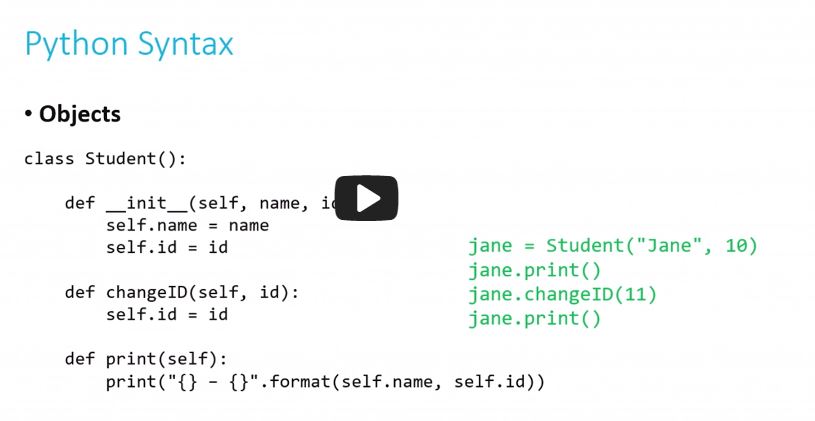 Python Syntax
• Objects
class Student():
def __init__(self, name,
self.name = name
self.id = id
def changeID(self, id):
self.id = id
def print(self):
print("{} – {}".format(self.name, self.id))
jane = Student("Jane", 10)
jane.print()
jane.changeID(11)
jane.print()